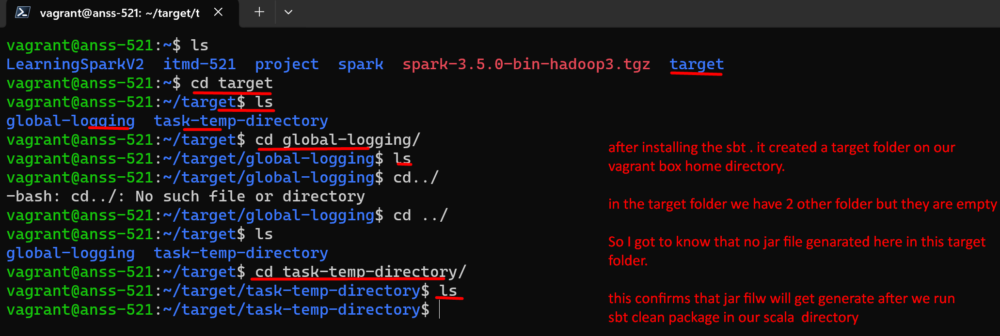 vagrant@anss-521: ~/target/t
vagrant@anss-521:~$ ls
LearningSparkV2  itmd-521  project  spark  spark-3.5.0-bin-hadoop3.tgz  target
vagrant@anss-521:~$ cd target
vagrant@anss-521:~/target$ ls
global-logging  task-temp-directory
vagrant@anss-521:~/target$ cd global-logging/
vagrant@anss-521:~/target/global-logging$ ls
vagrant@anss-521:~/target/global-logging$ cd../
-bash: cd../: No such file or directory
vagrant@anss-521:~/target/global-logging$ cd ../
vagrant@anss-521:~/target$ ls
global-logging  task-temp-directory
vagrant@anss-521:~/target$ cd task-temp-directory/
vagrant@anss-521:~/target/task-temp-directory$ ls
vagrant@anss-521:~/target/task-temp-directory$
after installing the sbt . it created a target folder on our
vagrant box home directory.
in the target folder we have 2 other folder but they are empty
So I got to know that no jar file genarated here in this target
folder.
this confirms that jar filw will get generate after we run
sbt clean package in our scala  directory